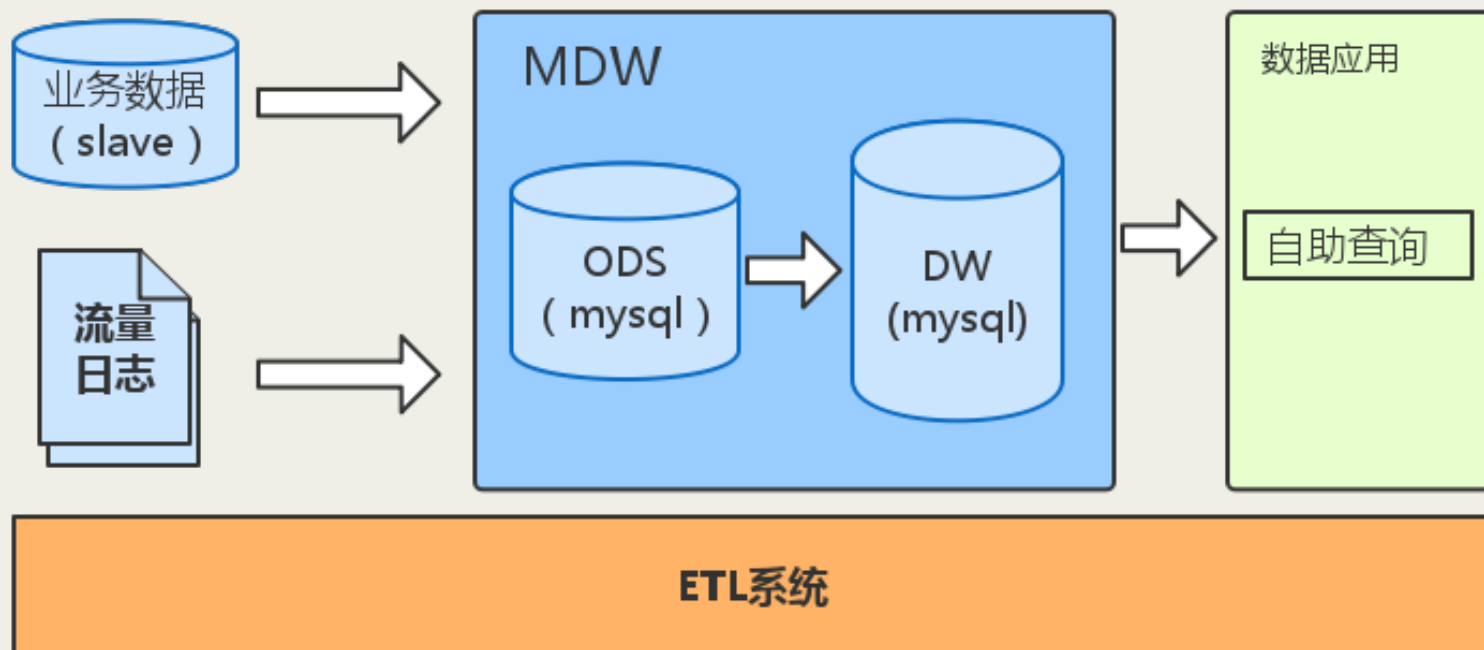 业务数据
（slave）
流量
日志
MDW
ODS
（mysql）
DW
(mysql)
数据应用
自助查询
ETL系统